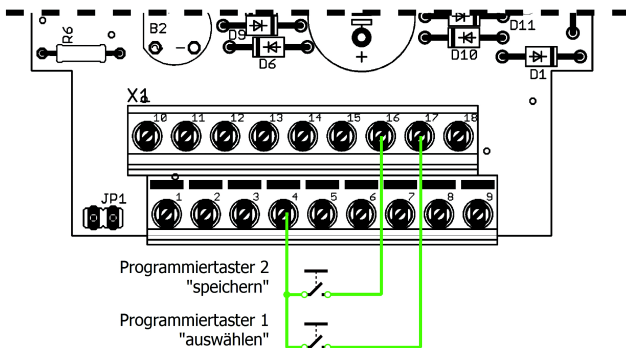 R6
B2
D9
D6
D11
D10
D1
+
-
X1
10 11 12 13 14 15 16 17 18
JP1
1 2 3 4 5 6 7 8 9
Programmiertaster 2
"speichern"
Programmiertaster 1
"auswählen"